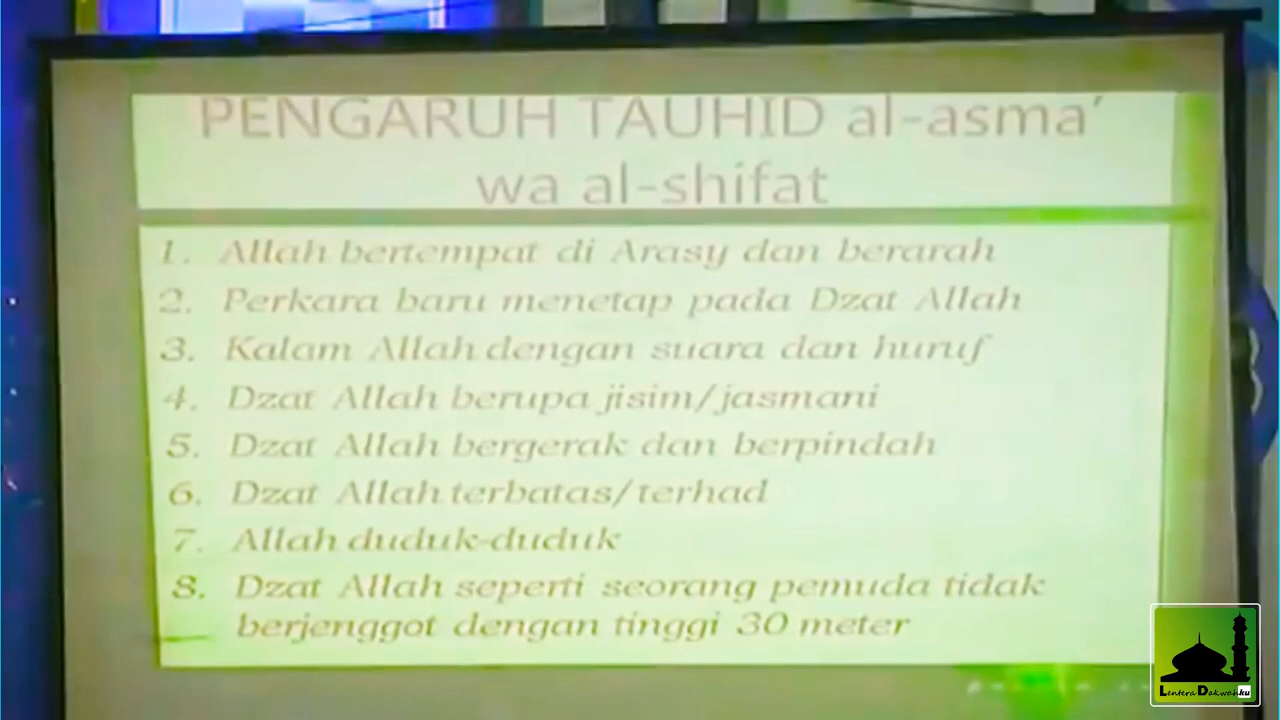 PENGARUH TAUHID al-asma'
wa al-shifat
1. Allah bertempat di Arasy dan berarah
2. Perkara baru menetap pada Dzat Allah
3. Kalam Allah dengan suara dan huruf
4. Dzat Allah berupa jisim/jasmani
5. Dzat Allah bergerak dan berpindah
6. Dzat Allah terbatas/terhad
7. Allah duduk-duduk
8. Dzat Allah seperti seorang pemuda tidak
berjenggot dengan tinggi 30 meter
Lentera Dakwahku